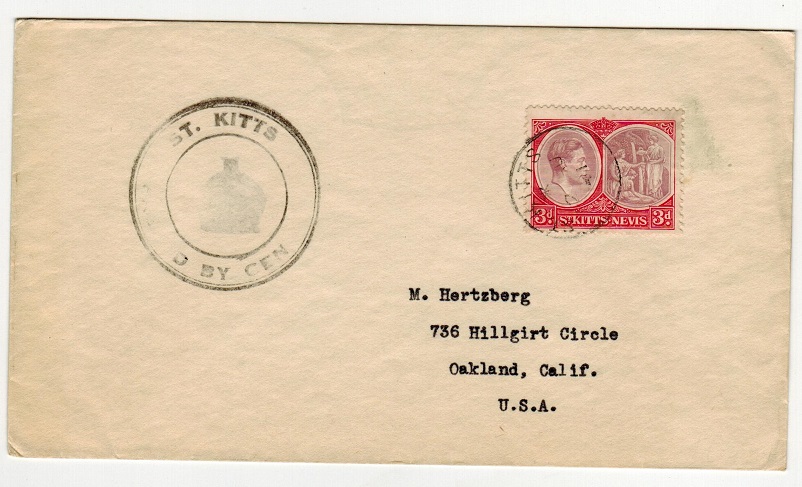 ST. KITTS
D BY CEN
3d ST KITTS-NEVIS 3d
M. Hertzberg
736 Hillgirt Circle
Oakland, Calif.
U.S.A.